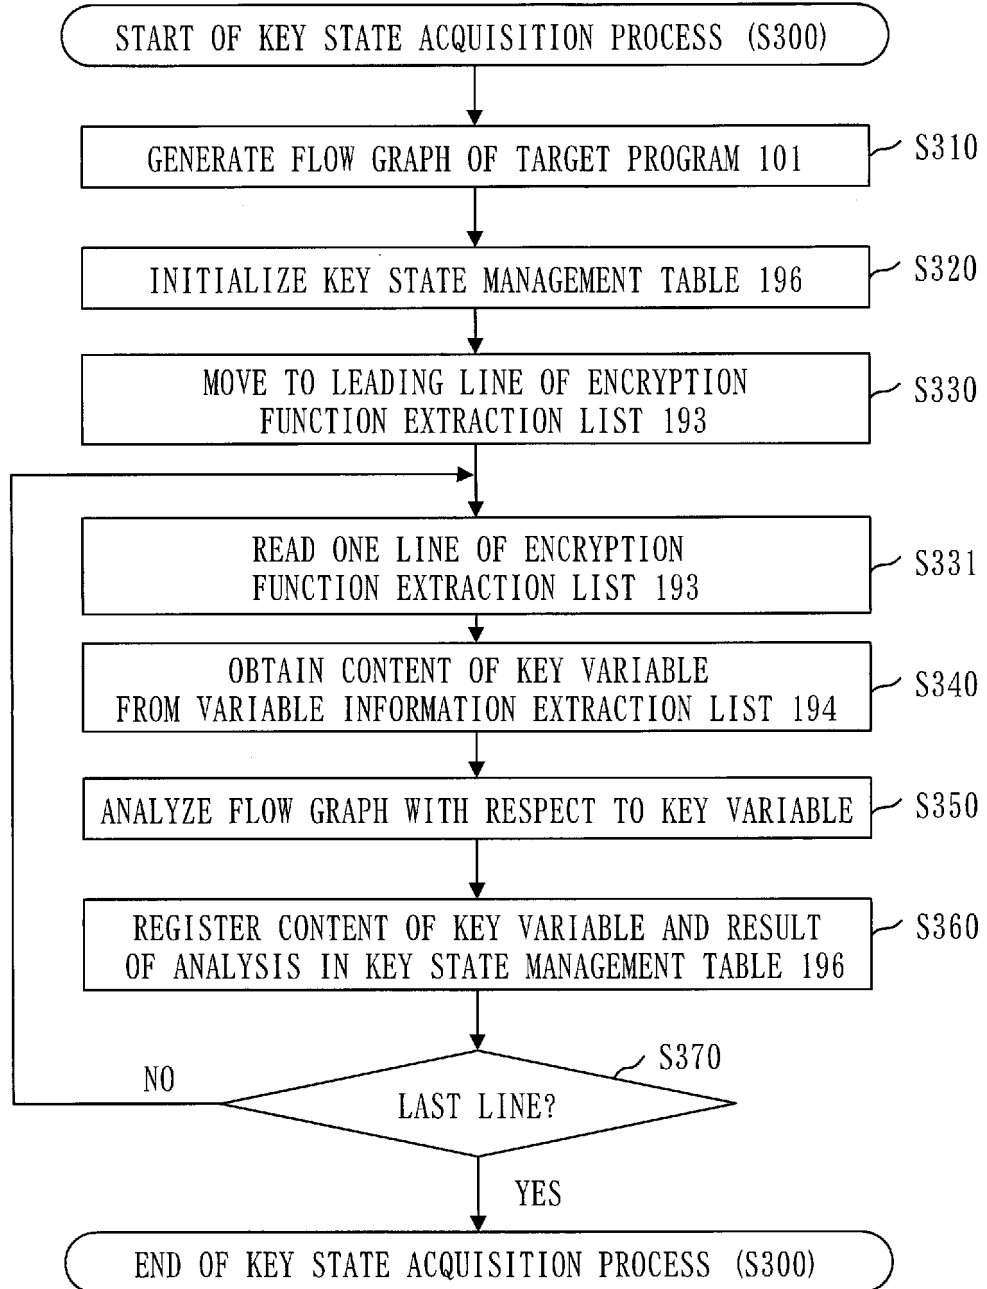 START OF KEY STATE ACQUISITION PROCESS (S300)
GENERATE FLOW GRAPH OF TARGET PROGRAM 101
S310
INITIALIZE KEY STATE MANAGEMENT TABLE 196
S320
MOVE TO LEADING LINE OF ENCRYPTION
FUNCTION EXTRACTION LIST 193
S330
READ ONE LINE OF ENCRYPTION
FUNCTION EXTRACTION LIST 193
S331
OBTAIN CONTENT OF KEY VARIABLE
FROM VARIABLE INFORMATION EXTRACTION LIST 194
S340
ANALYZE FLOW GRAPH WITH RESPECT TO KEY VARIABLE
S350
REGISTER CONTENT OF KEY VARIABLE AND RESULT
OF ANALYSIS IN KEY STATE MANAGEMENT TABLE 196
S360
S370
NO
LAST LINE?
YES
END OF KEY STATE ACQUISITION PROCESS (S300)